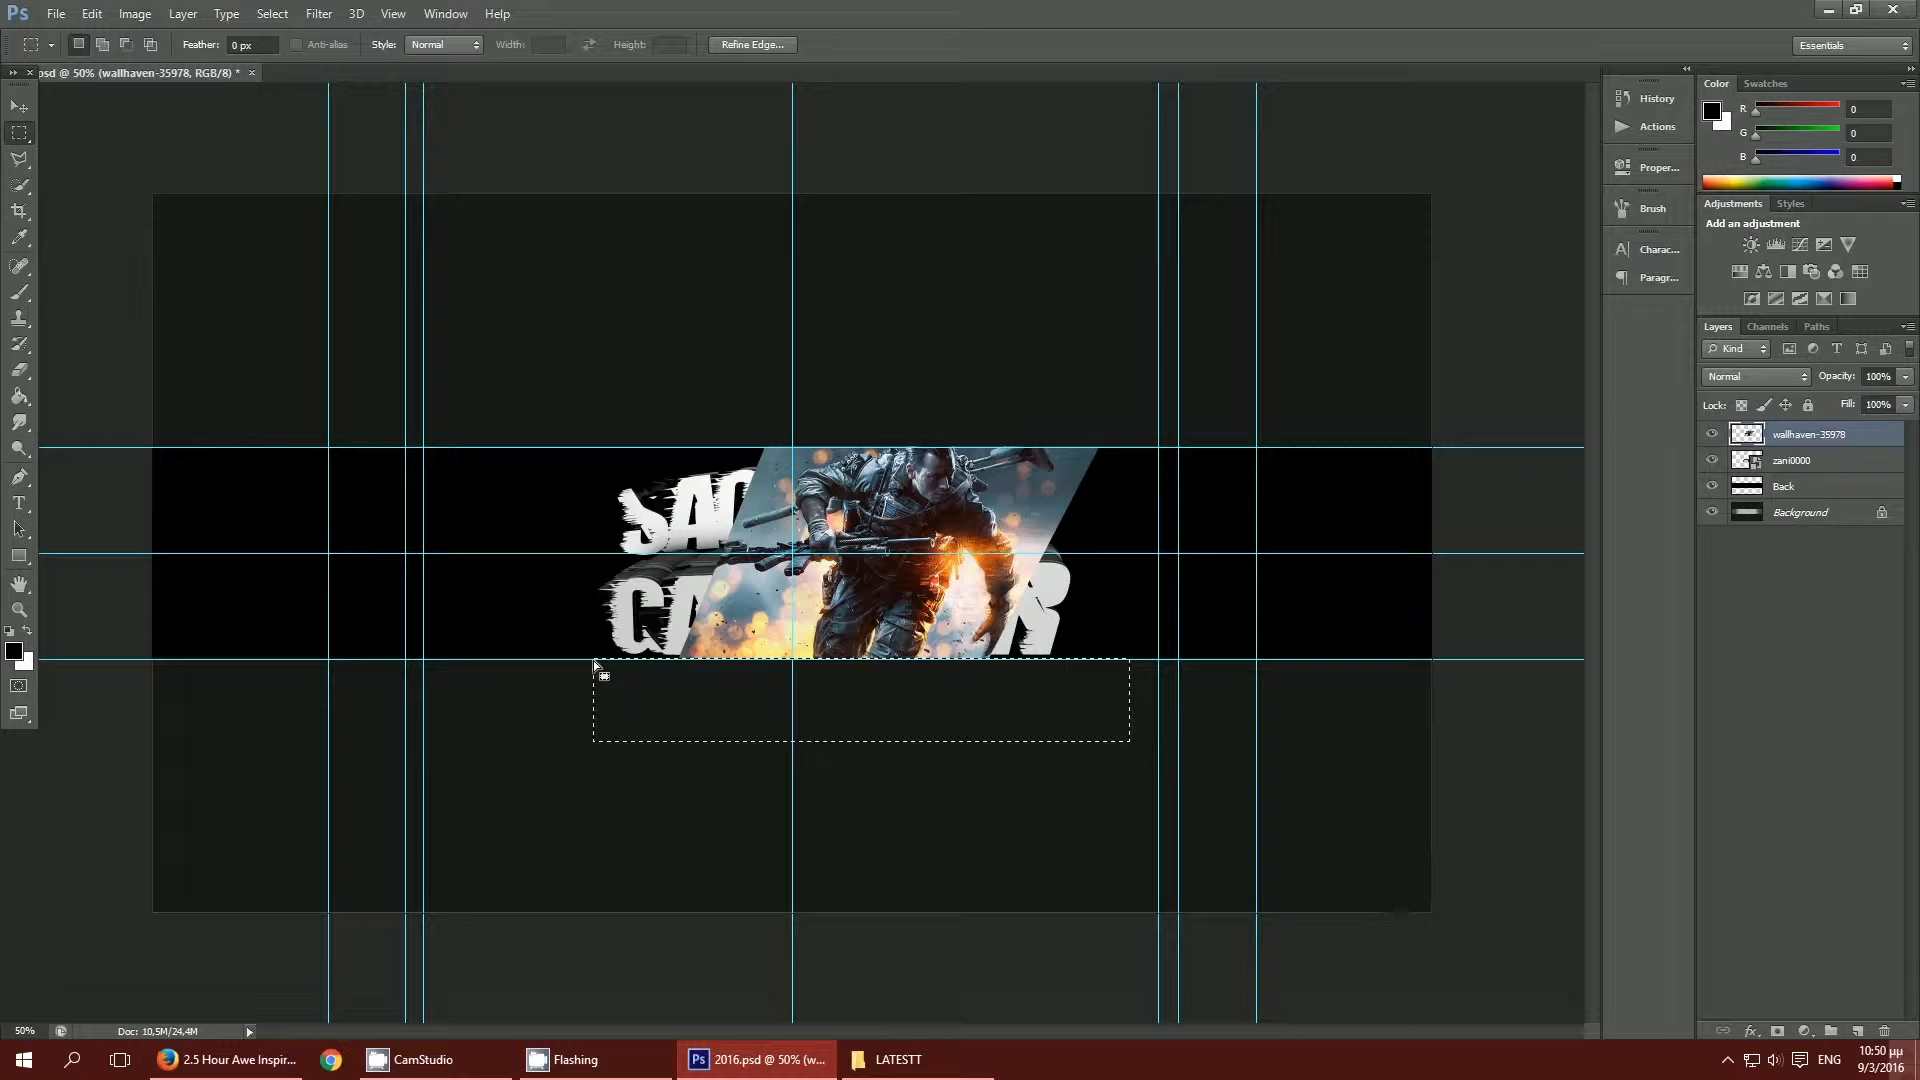 Ps File Edit Image Layer Type Select Filter 3D View Window Help
Feather: 0 px Anti-alias Style: Normal Width: Height: Refine Edge... Essentials
psd @ 50% (wallhaven-35978, RGB/8) * ×
History
Actions
Proper...
Brush
Charac...
Paragr...
Color Swatches
R 0
G 0
B 0
Adjustments Styles
Add an adjustment
Layers Channels Paths
Kind
Normal Opacity: 100%
Lock: Fill: 100%
wallhaven-35978
zani0000
Back
Background
50% Doc: 10,5M/24,4M
2.5 Hour Awe Inspir... CamStudio Flashing Ps 2016.psd @ 50% (w... LATESTT ENG
10:50 μμ
9/3/2016